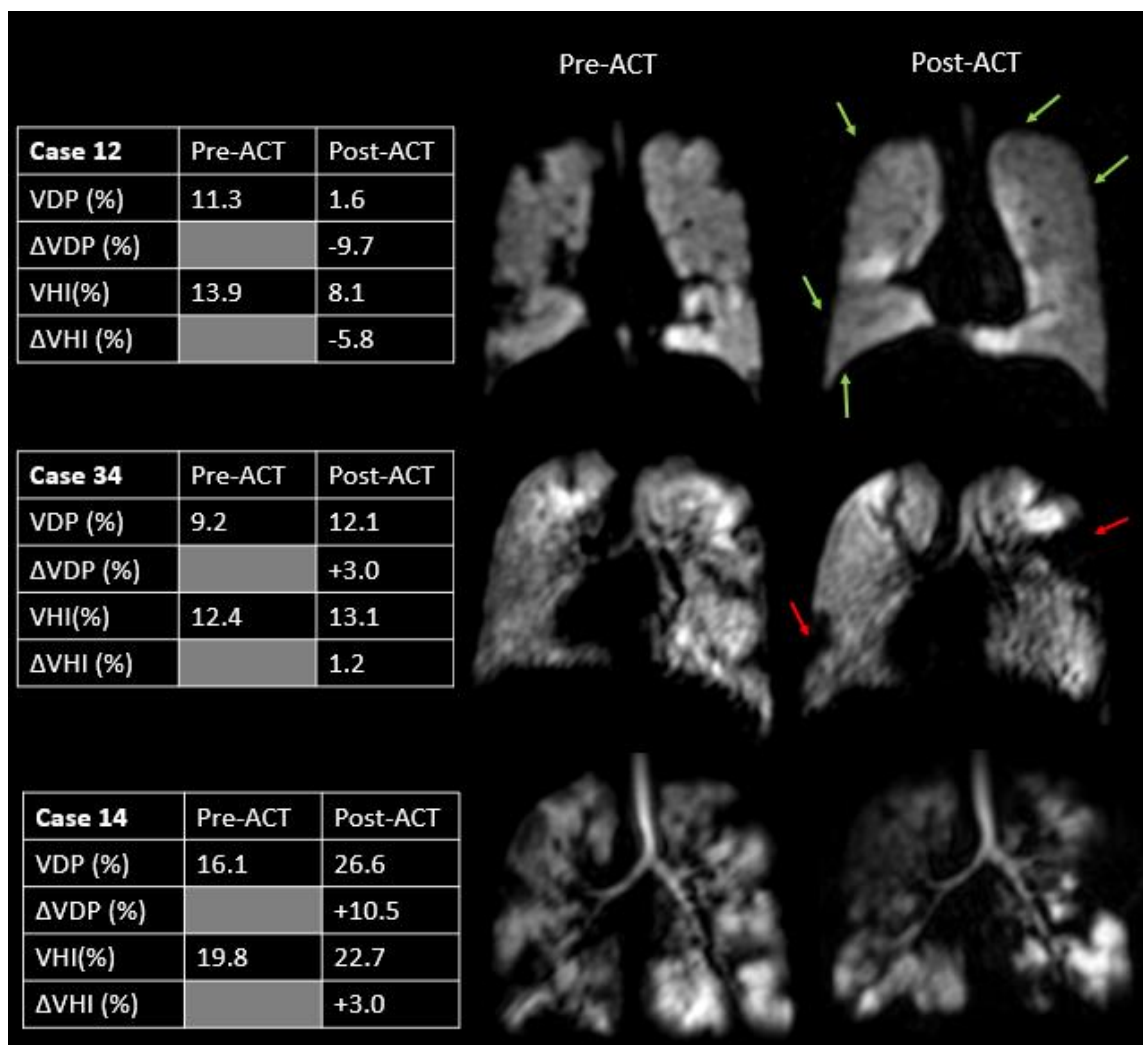 Pre-ACT Post-ACT
Case 12 Pre-ACT Post-ACT
VDP (%) 11.3 1.6
ΔVDP (%) -9.7
VHI(%) 13.9 8.1
ΔVHI (%) -5.8
Case 34 Pre-ACT Post-ACT
VDP (%) 9.2 12.1
ΔVDP (%) +3.0
VHI(%) 12.4 13.1
ΔVHI (%) 1.2
Case 14 Pre-ACT Post-ACT
VDP (%) 16.1 26.6
ΔVDP (%) +10.5
VHI(%) 19.8 22.7
ΔVHI (%) +3.0